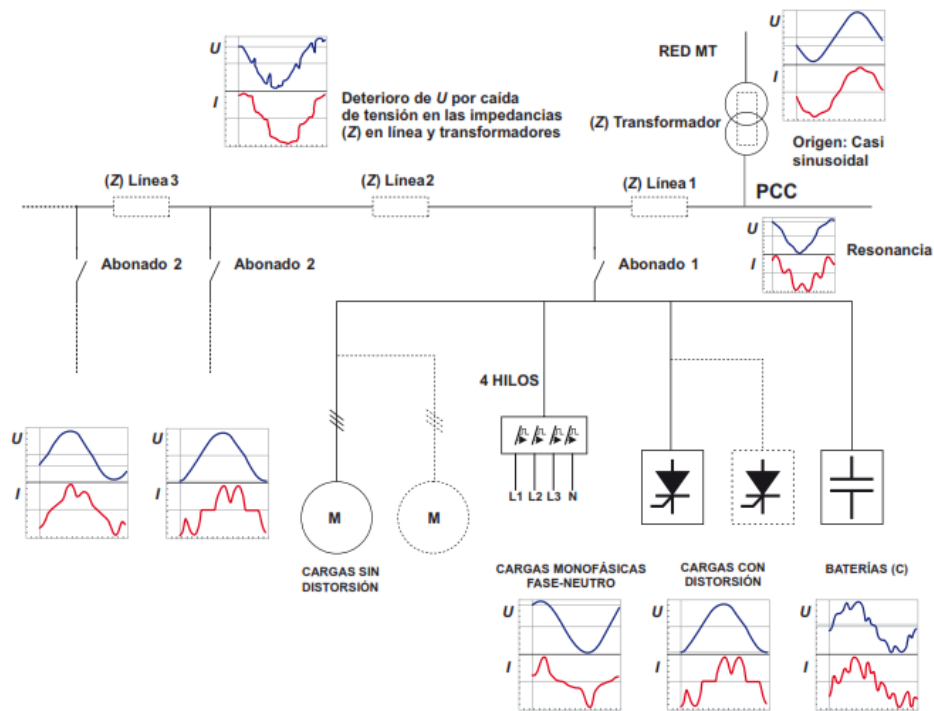 U
I
Deterioro de U por caída
de tensión en las impedancias
(Z) en línea y transformadores
RED MT
(Z) Transformador
U
I
Origen: Casi
sinusoidal
(Z) Línea 3
(Z) Línea2
(Z) Línea 1
PCC
Abonado 2
Abonado 2
Abonado 1
U
I
Resonancia
4 HILOS
L1 L2 L3 N
U
I
U
I
M
M
CARGAS SIN
DISTORSIÓN
CARGAS MONOFÁSICAS
FASE-NEUTRO
CARGAS CON
DISTORSIÓN
BATERÍAS (C)
U
I
U
I
U
I